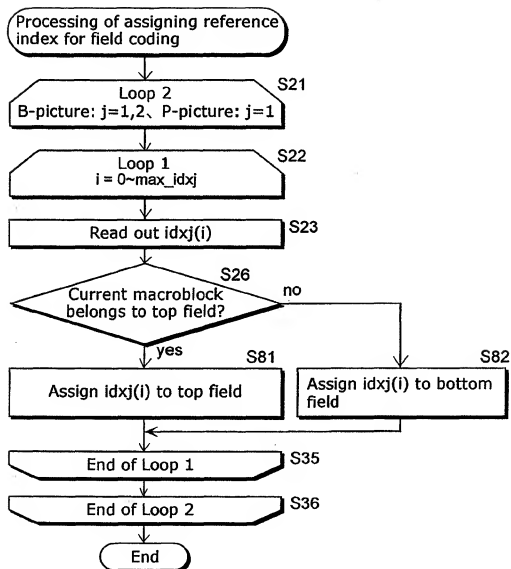 Processing of assigning reference
index for field coding
S21
Loop 2
B-picture: j=1,2、 P-picture: j=1
S22
Loop 1
i = 0~max_idxj
S23
Read out idxj(i)
S26
Current macroblock
belongs to top field?
no
yes
S81
Assign idxj(i) to top field
S82
Assign idxj(i) to bottom
field
End of Loop 1
S35
End of Loop 2
S36
End